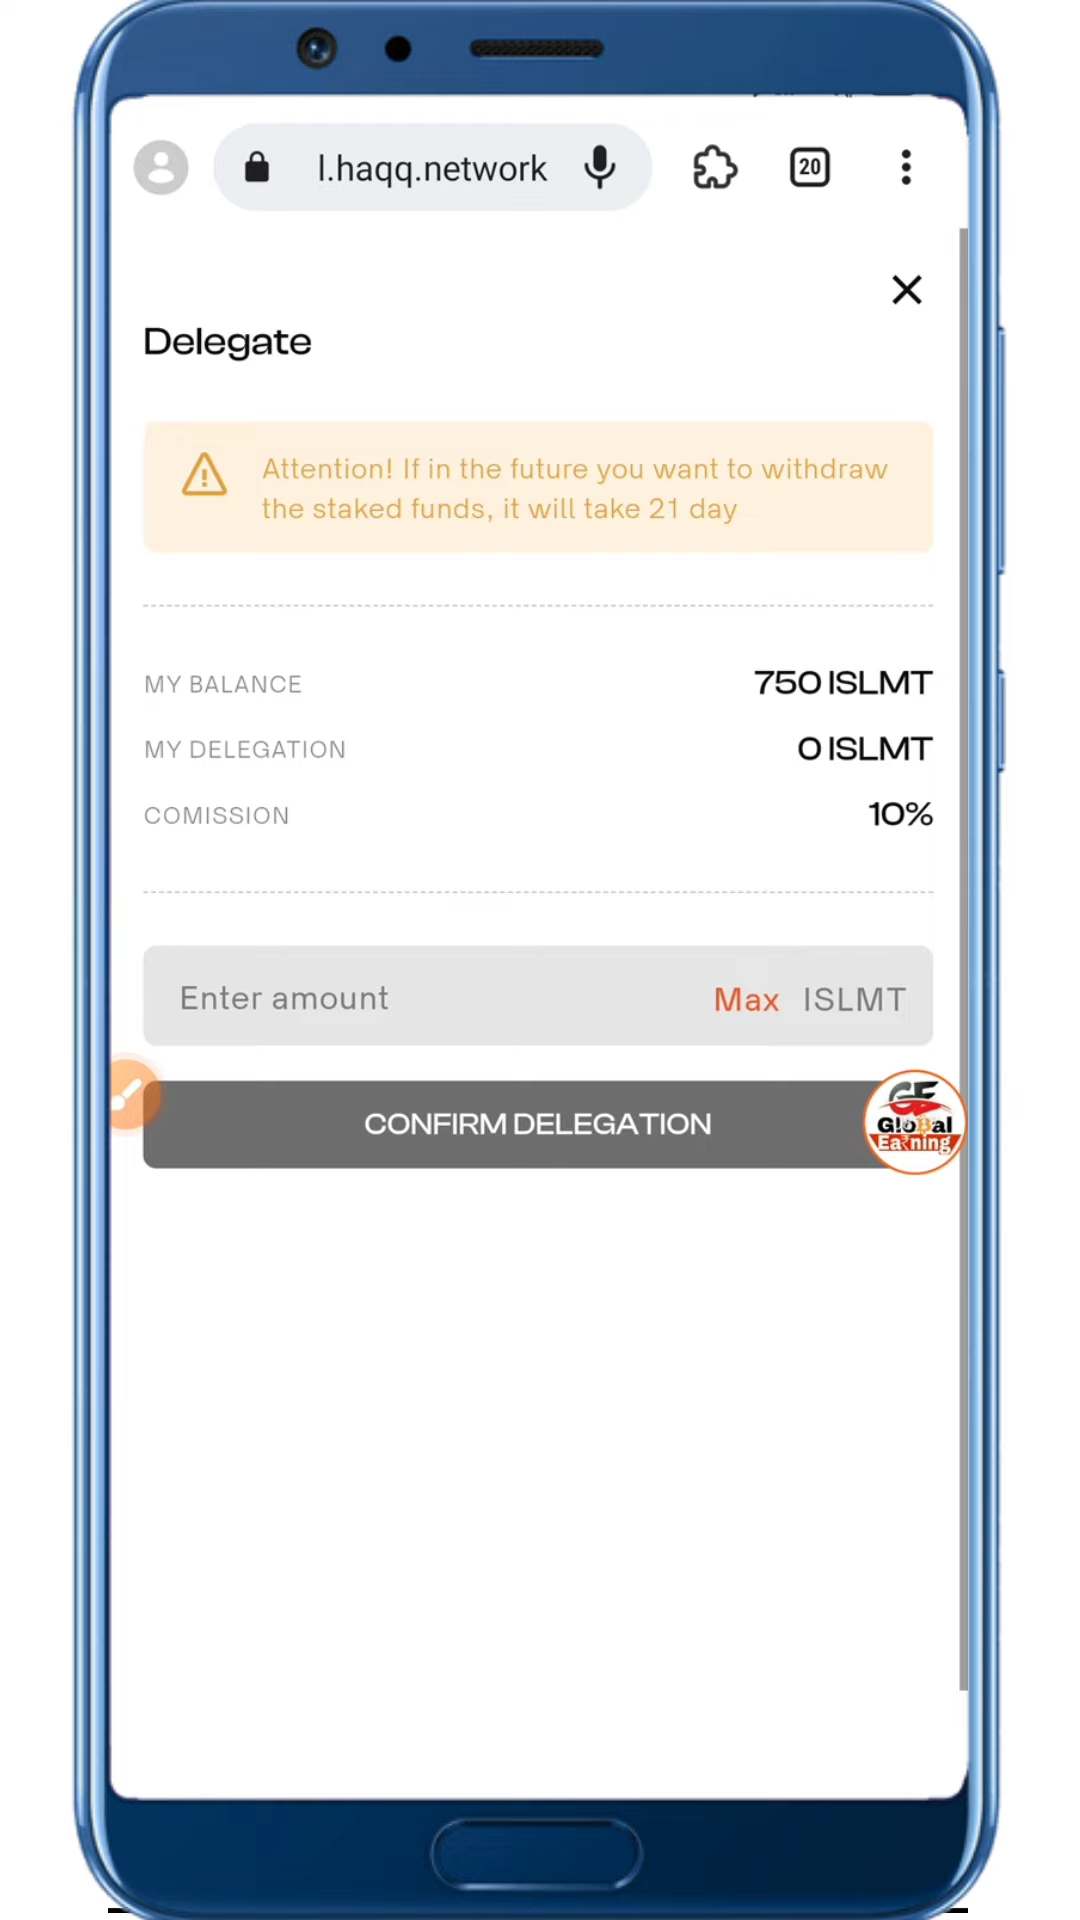 l.haqq.network
20
Delegate
Attention! If in the future you want to withdraw
the staked funds, it will take 21 day
MY BALANCE 750 ISLMT
MY DELEGATION 0 ISLMT
COMISSION 10%
Enter amount Max ISLMT
CONFIRM DELEGATION
GE
Global
Earning